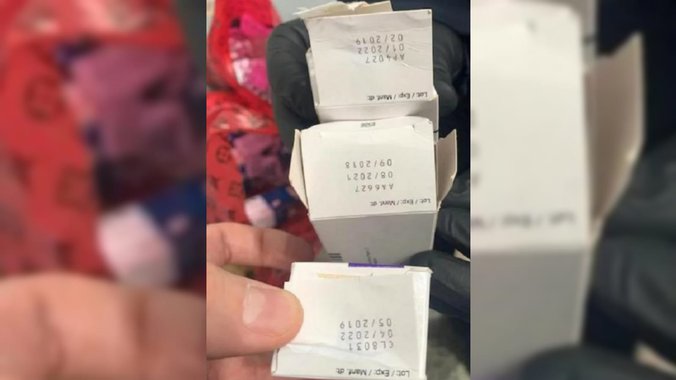 Lot: / Exp: / Manf. dt:
AP4027
01/2022
02/2019
Lot: / Exp: / Manf. dt:
AA6627
08/2021
09/2018
Lot: / Exp: / Manf. dt:
CL8031
04/2022
05/2019